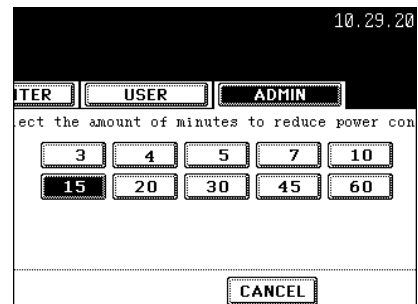 10.29.20
NTER USER ADMIN
ect the amount of minutes to reduce power con
3 4 5 7 10
15 20 30 45 60
CANCEL